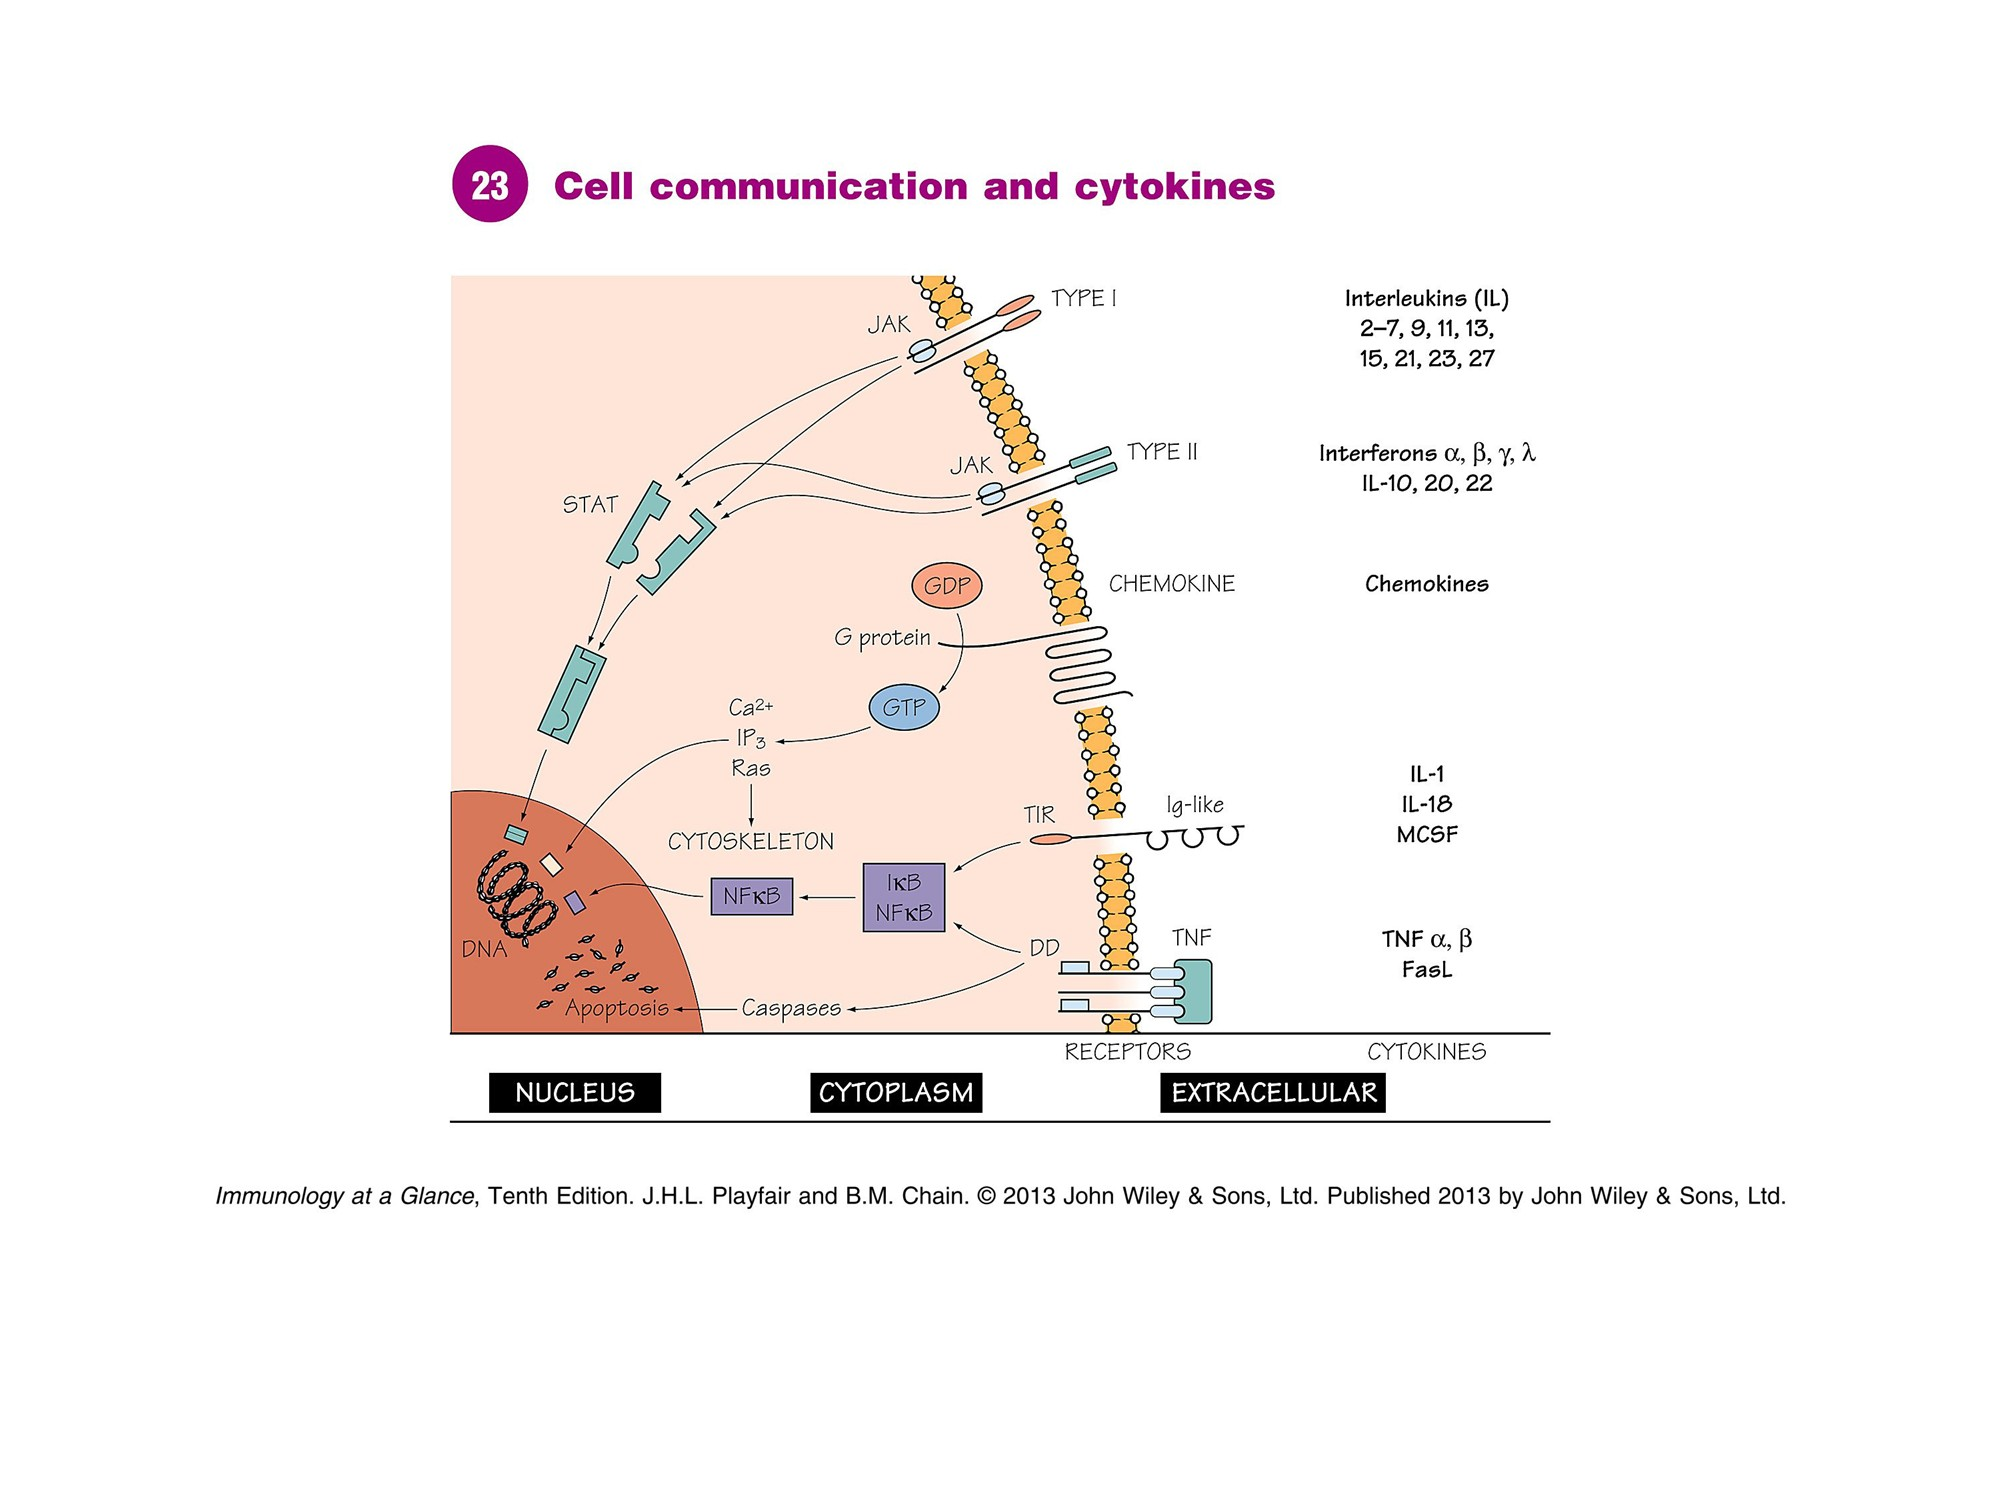 23 Cell communication and cytokines
TYPE I
JAK
Interleukins (IL)
2–7, 9, 11, 13,
15, 21, 23, 27
TYPE II
JAK
Interferons α, β, γ, λ
IL-10, 20, 22
STAT
GDP
CHEMOKINE
Chemokines
G protein
GTP
Ca²⁺
IP₃
Ras
CYTOSKELETON
TIR
Ig-like
IL-1
IL-18
MCSF
NFκB
IκB
NFκB
DNA
DD
TNF
TNF α, β
FasL
Apoptosis
Caspases
RECEPTORS
CYTOKINES
NUCLEUS
CYTOPLASM
EXTRACELLULAR
Immunology at a Glance, Tenth Edition. J.H.L. Playfair and B.M. Chain. © 2013 John Wiley & Sons, Ltd. Published 2013 by John Wiley & Sons, Ltd.